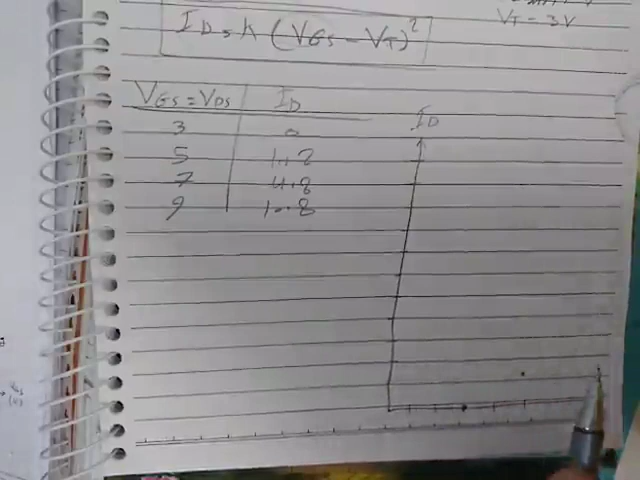 VT = 3V
ID = K (VGS - VT)²
VGS = VDS ID
3 0
5 1.2
7 4.8
9 10.8
ID